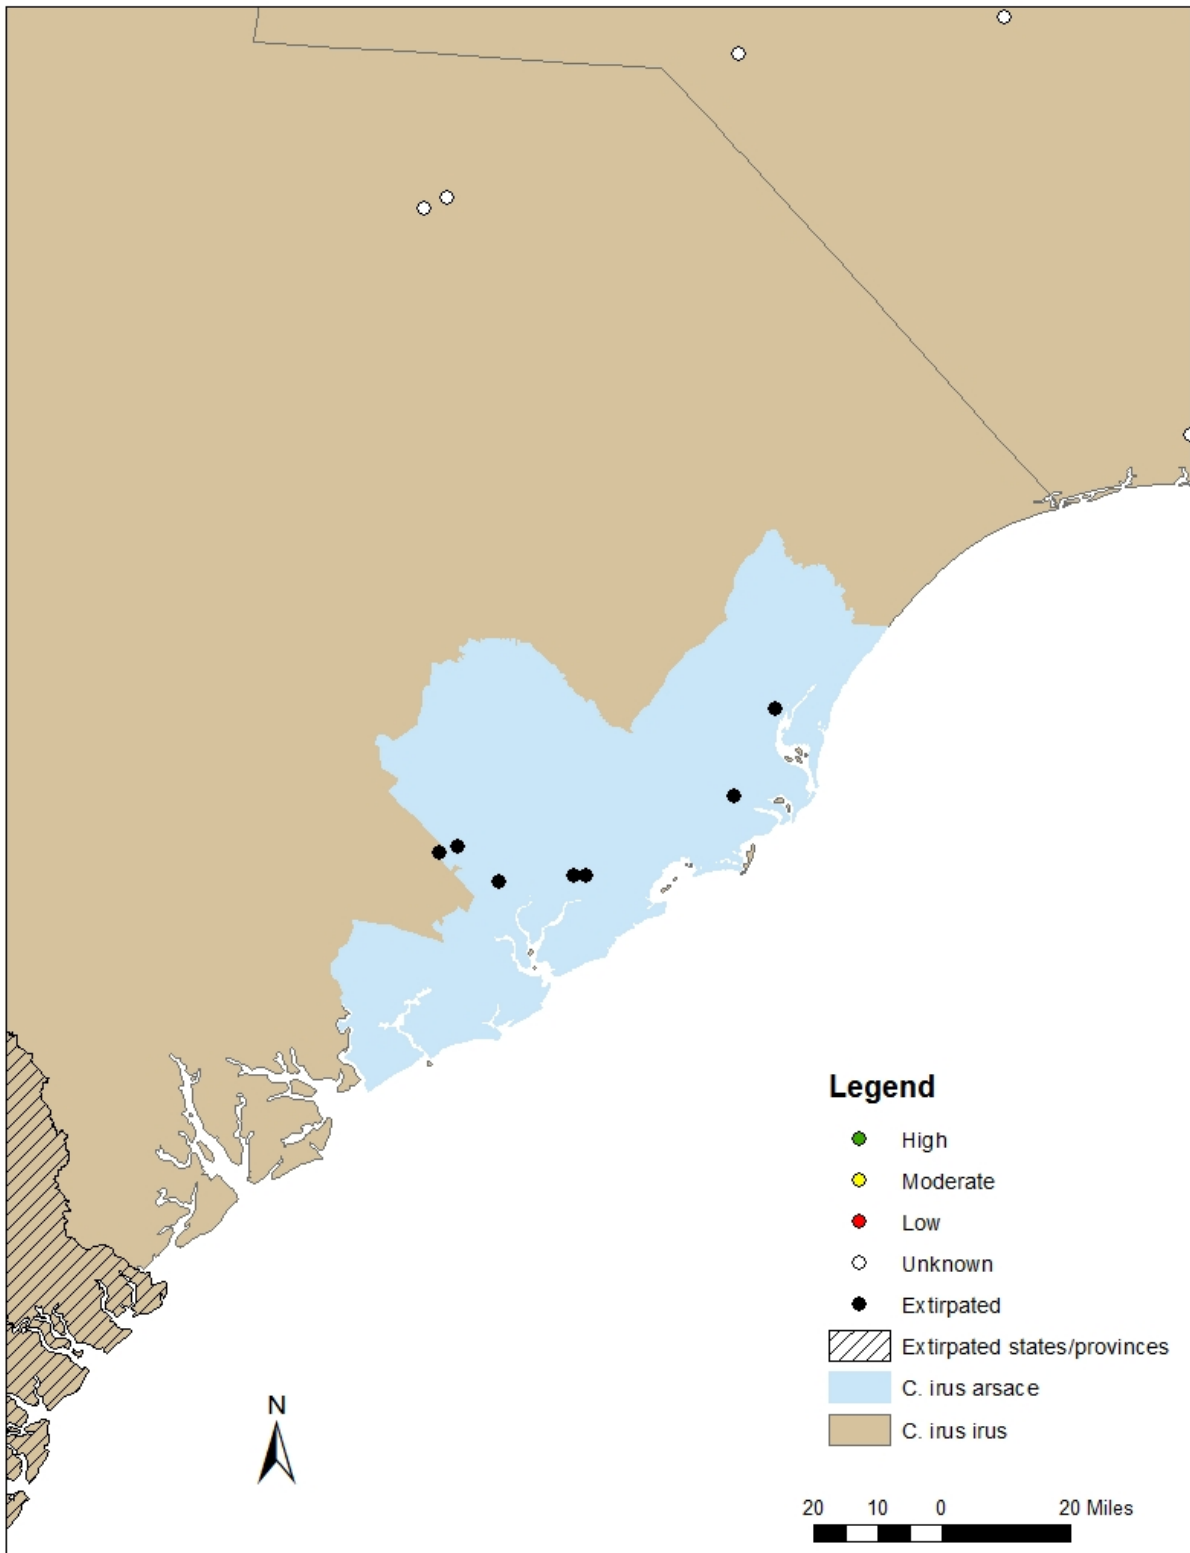 Legend
High
Moderate
Low
Unknown
Extirpated
Extirpated states/provinces
C. irus arsace
C. irus irus
N
20 10 0 20 Miles